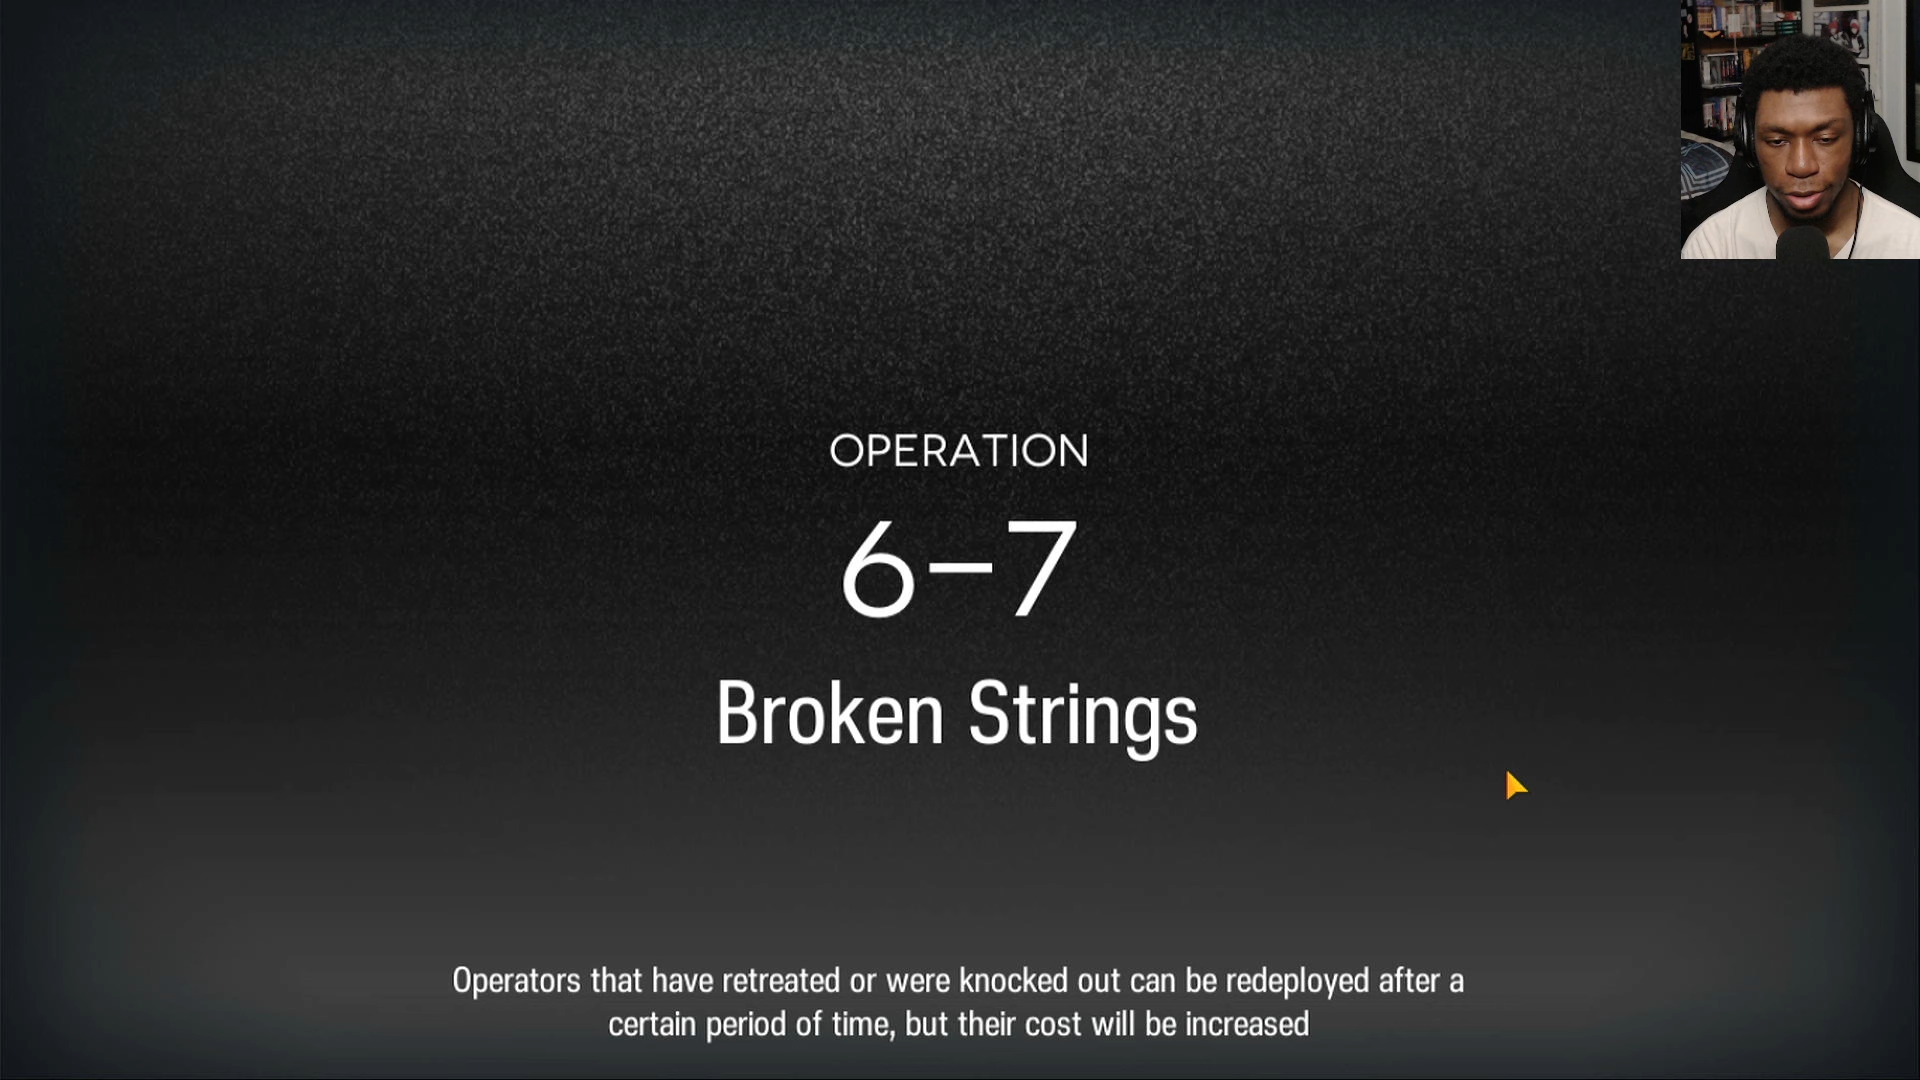 OPERATION
6–7
Broken Strings
Operators that have retreated or were knocked out can be redeployed after a
certain period of time, but their cost will be increased